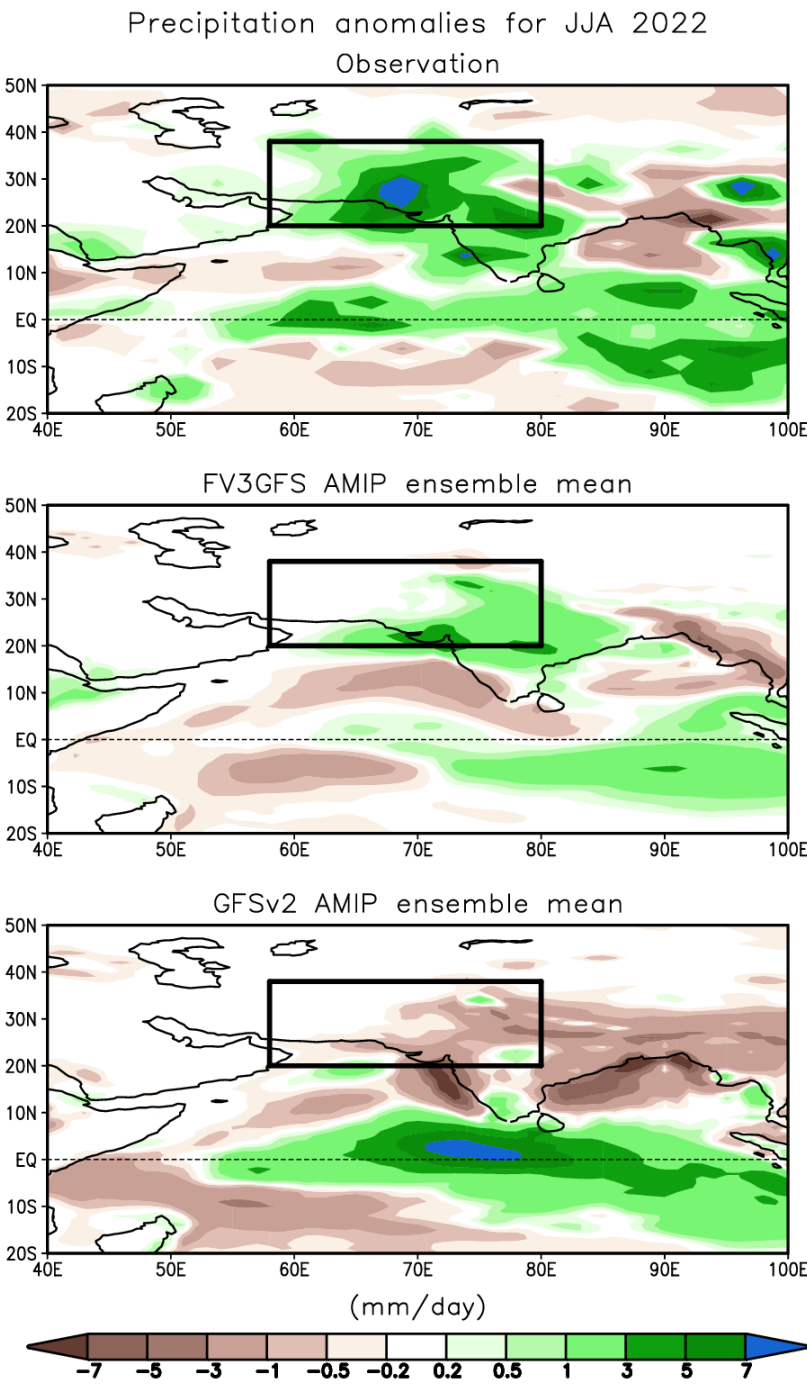 Precipitation anomalies for JJA 2022
Observation
50N
40N
30N
20N
10N
EQ
10S
20S
40E 50E 60E 70E 80E 90E 100E
FV3GFS AMIP ensemble mean
50N
40N
30N
20N
10N
EQ
10S
20S
40E 50E 60E 70E 80E 90E 100E
GFSv2 AMIP ensemble mean
50N
40N
30N
20N
10N
EQ
10S
20S
40E 50E 60E 70E 80E 90E 100E
(mm/day)
-7 -5 -3 -1 -0.5 -0.2 0.2 0.5 1 3 5 7